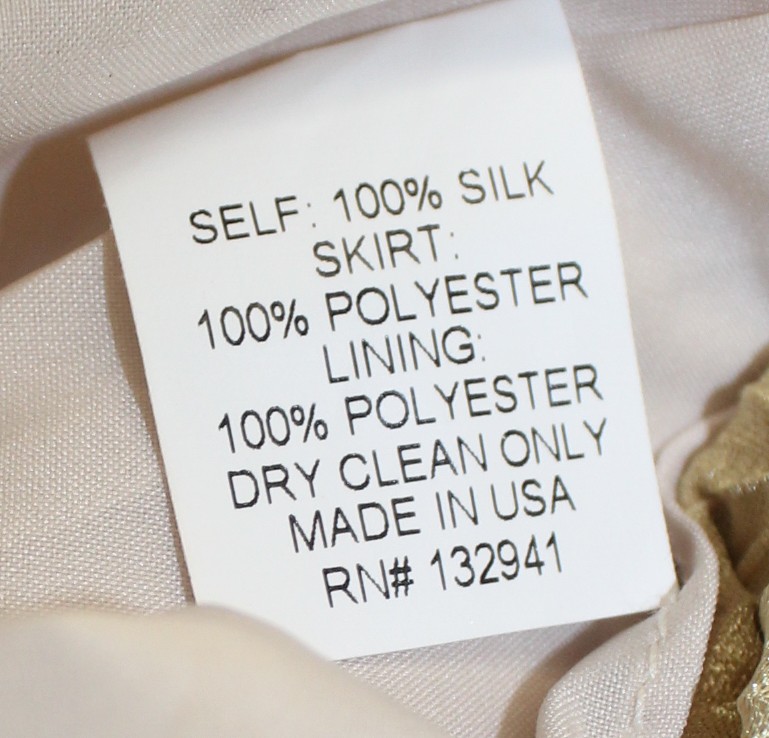 SELF: 100% SILK
SKIRT:
100% POLYESTER
LINING:
100% POLYESTER
DRY CLEAN ONLY
MADE IN USA
RN# 132941